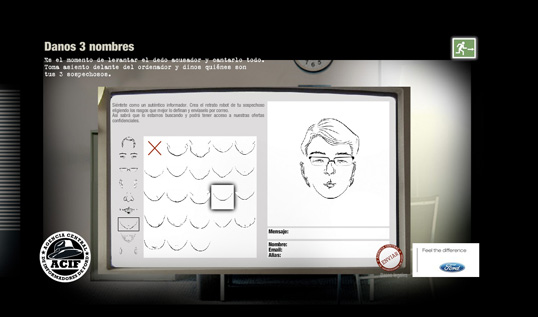 Danos 3 nombres
Es el momento de levantar el dedo acusador y cantarlo todo.
Toma asiento delante del ordenador y dinos quiénes son
tus 3 sospechosos.
Siéntete como un auténtico informador. Crea el retrato robot de tu sospechoso
eligiendo los rasgos que mejor lo definan y envíaselo por correo.
Así sabrá que lo estamos buscando y podrá tener acceso a nuestras ofertas
confidenciales.
Mensaje:
Nombre:
Email:
Alias:
ENVIAR
AGENCIA CENTRAL
ACIF
DE INFORMADORES DE FORD
Feel the difference
Ford